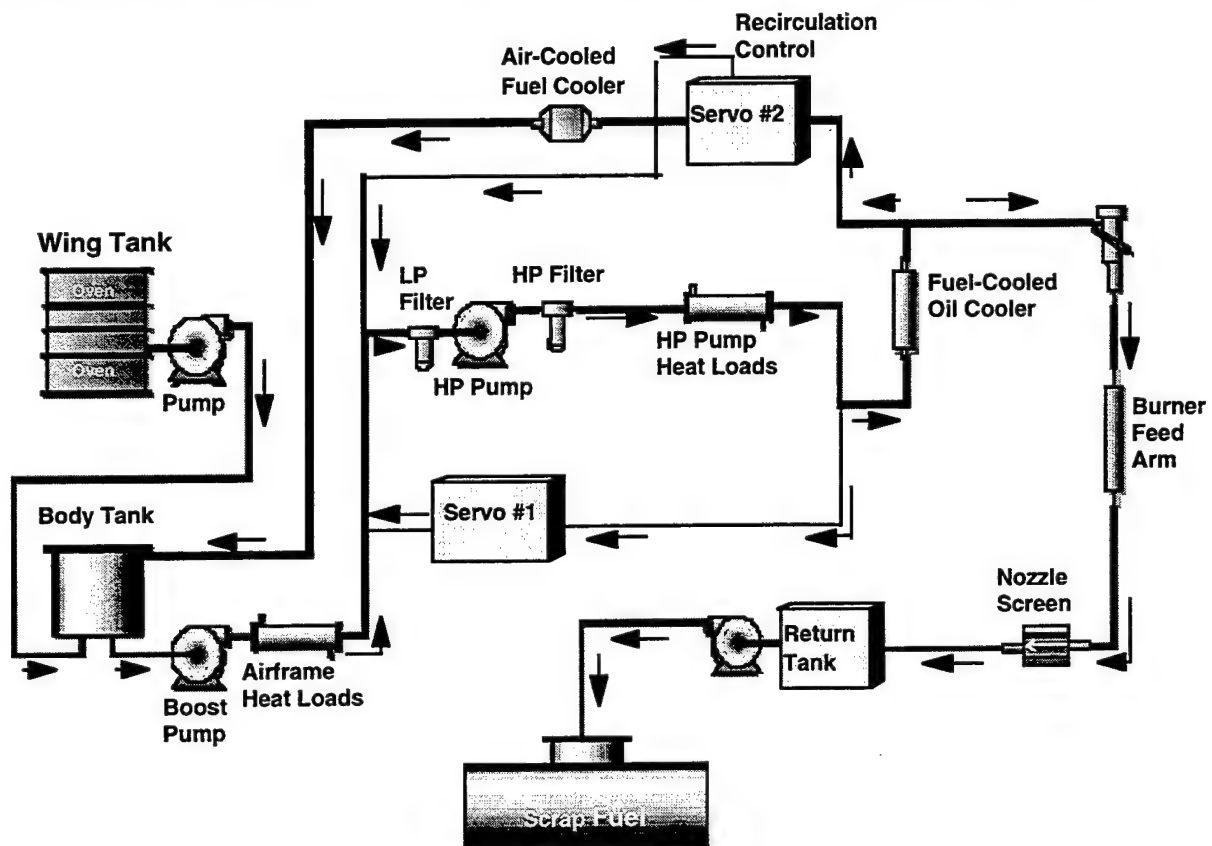 Recirculation
Control
Air-Cooled
Fuel Cooler
Servo #2
Wing Tank
Oven
Oven
Pump
LP
Filter
HP Filter
HP Pump
HP Pump
Heat Loads
Fuel-Cooled
Oil Cooler
Burner
Feed
Arm
Body Tank
Servo #1
Nozzle
Screen
Return
Tank
Airframe
Heat Loads
Boost
Pump
Scrap Fuel